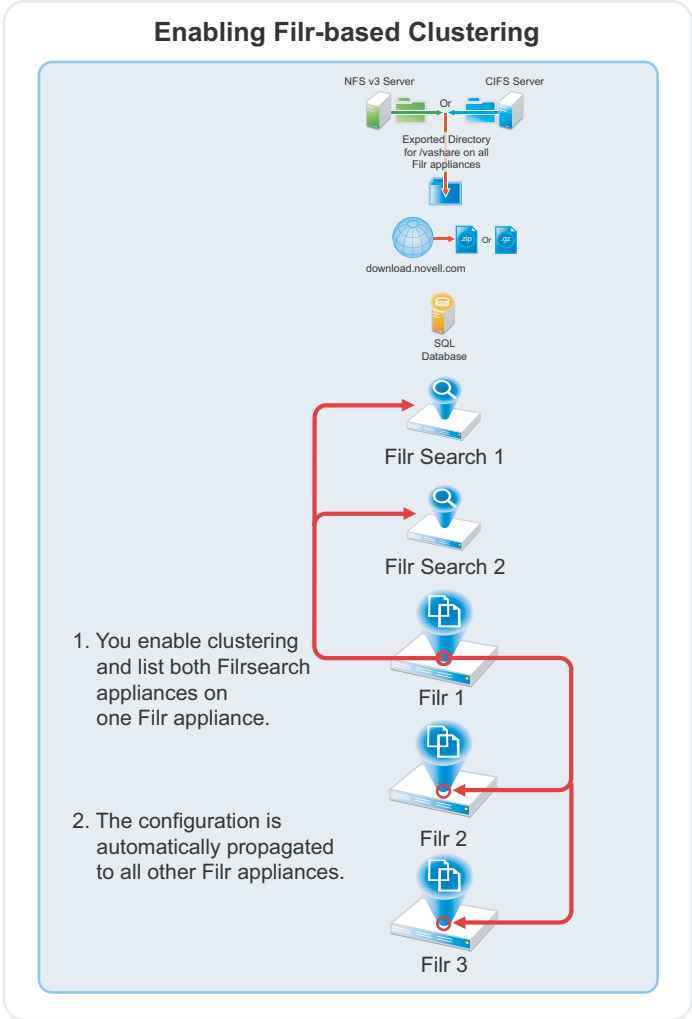 Enabling Filr-based Clustering
NFS v3 Server
CIFS Server
Or
Exported Directory
for /vashare on all
Filr appliances
.zip
Or
.gz
download.novell.com
SQL
Database
Filr Search 1
Filr Search 2
1. You enable clustering
and list both Filrsearch
appliances on
one Filr appliance.
Filr 1
Filr 2
2. The configuration is
automatically propagated
to all other Filr appliances.
Filr 3